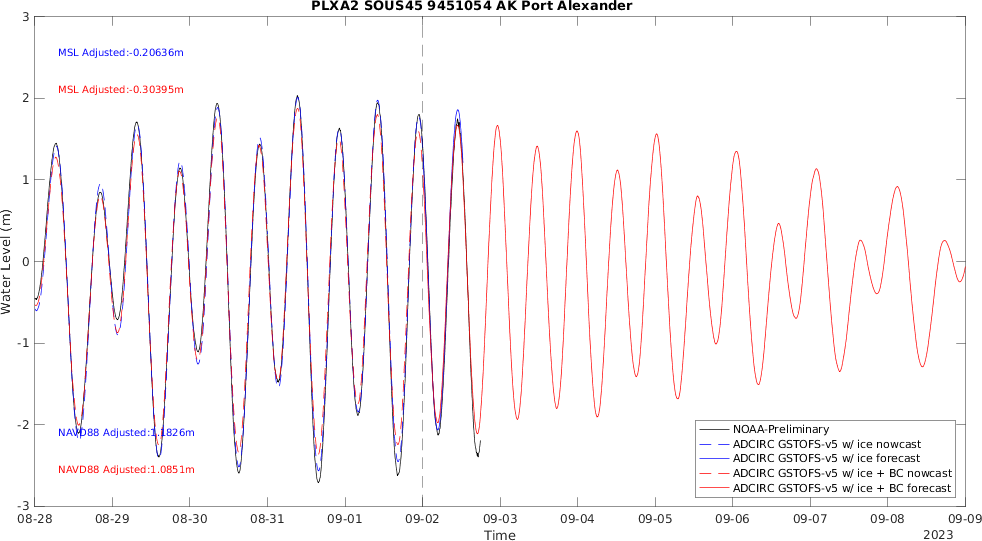 PLXA2 SOUS45 9451054 AK Port Alexander
MSL Adjusted:-0.20636m
MSL Adjusted:-0.30395m
NAVD88 Adjusted:1.1826m
NAVD88 Adjusted:1.0851m
Water Level (m)
3
2
1
0
-1
-2
-3
NOAA-Preliminary
ADCIRC GSTOFS-v5 w/ ice nowcast
ADCIRC GSTOFS-v5 w/ ice forecast
ADCIRC GSTOFS-v5 w/ ice + BC nowcast
ADCIRC GSTOFS-v5 w/ ice + BC forecast
08-28 08-29 08-30 08-31 09-01 09-02 09-03 09-04 09-05 09-06 09-07 09-08 09-09
Time
2023